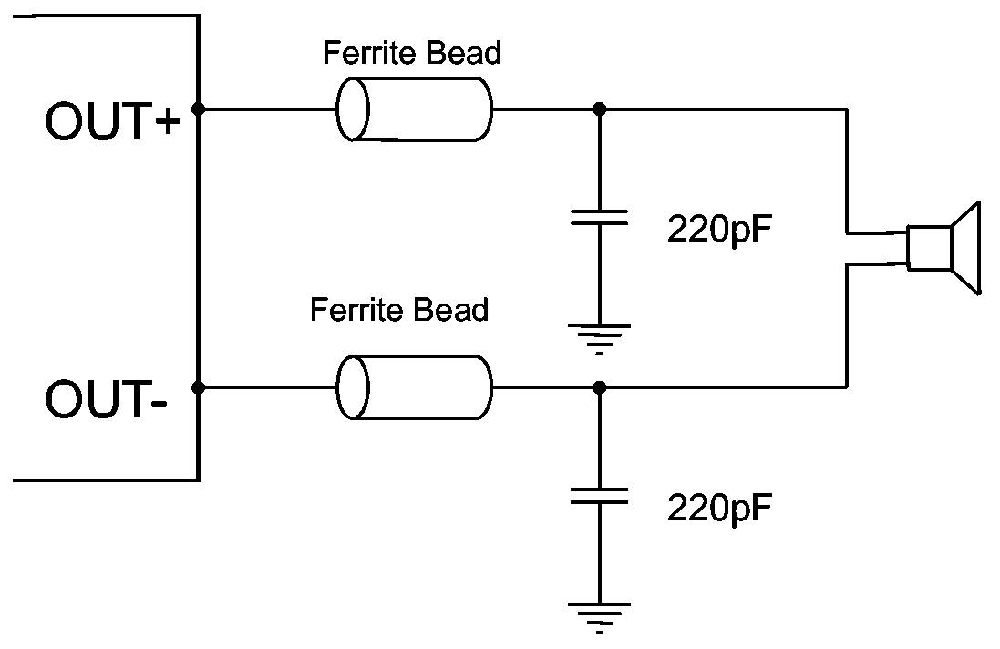 Ferrite Bead
OUT+
220pF
Ferrite Bead
OUT-
220pF